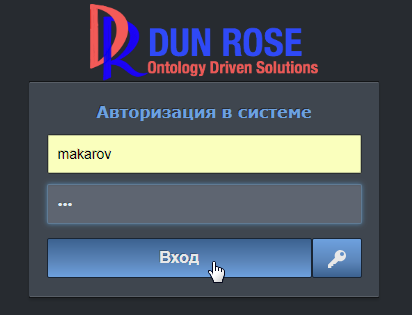 DUN ROSE
Ontology Driven Solutions
Авторизация в системе
makarov
•••
Вход